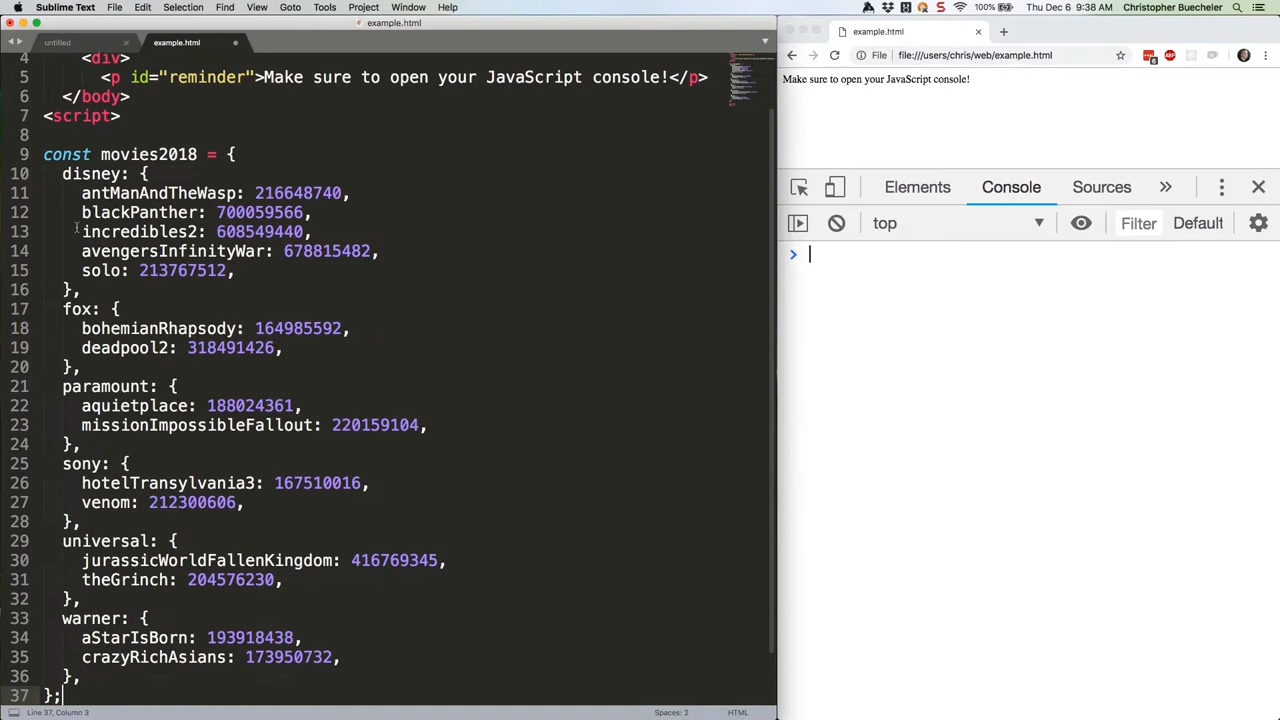 Sublime Text File Edit Selection Find View Goto Tools Project Window Help 100% Thu Dec 6 9:38 AM Christopher Buecheler
example.html
untitled × example.html
example.html ×
File file:///users/chris/web/example.html
6
Make sure to open your JavaScript console!
4 <div>
5 <p id="reminder">Make Sure to open your JavaScript console!</p>
6 </body>
7 <script>
8
9 const movies2018 = {
10 disney: {
11 antManAndTheWasp: 216648740,
12 blackPanther: 700059566,
13 incredibles2: 608549440,
14 avengersInfinityWar: 678815482,
15 solo: 213767512,
16 },
17 fox: {
18 bohemianRhapsody: 164985592,
19 deadpool2: 318491426,
20 },
21 paramount: {
22 aquietplace: 188024361,
23 missionImpossibleFallout: 220159104,
24 },
25 sony: {
26 hotelTransylvania3: 167510016,
27 venom: 212300606,
28 },
29 universal: {
30 jurassicWorldFallenKingdom: 416769345,
31 theGrinch: 204576230,
32 },
33 warner: {
34 aStarIsBorn: 193918438,
35 crazyRichAsians: 173950732,
36 },
37 };
Line 37, Column 3 Spaces: 2 HTML
Elements Console Sources »
top Filter Default
>